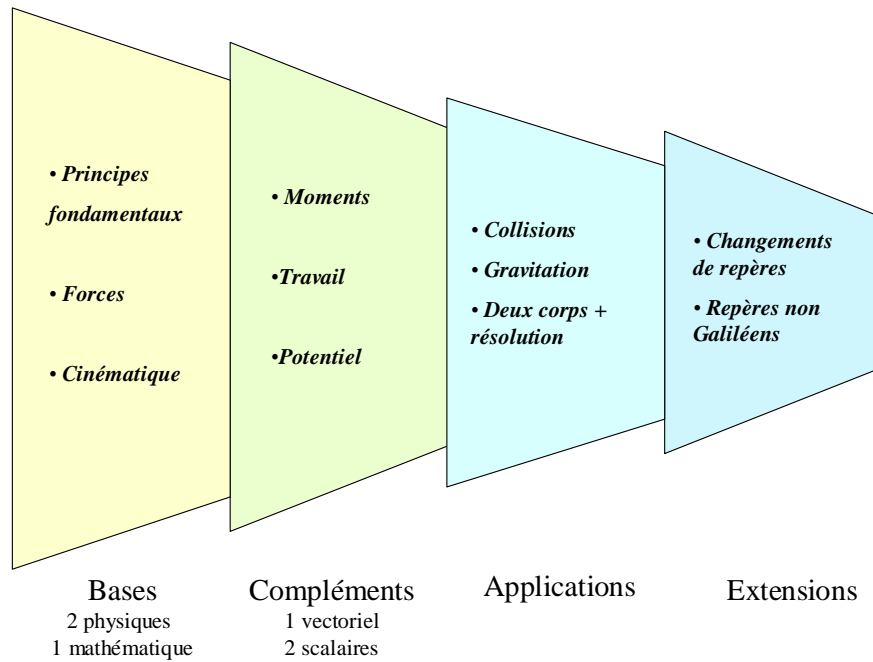 • Principes
fondamentaux
• Forces
• Cinématique
• Moments
•Travail
•Potentiel
• Collisions
• Gravitation
• Deux corps +
résolution
• Changements
de repères
• Repères non
Galiléens
Bases
2 physiques
1 mathématique
Compléments
1 vectoriel
2 scalaires
Applications
Extensions